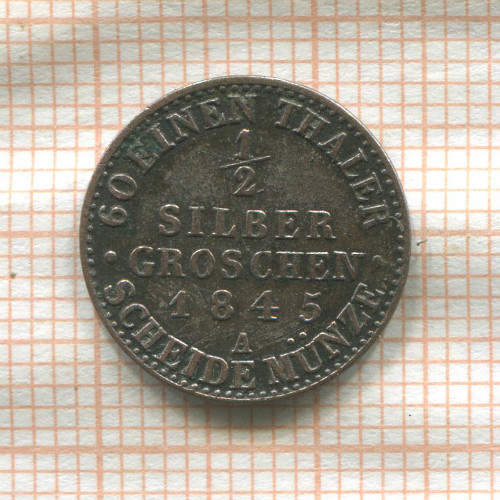 60 EINEN THALER
1/2
SILBER
GROSCHEN
1845
A
SCHEIDE MÜNZE